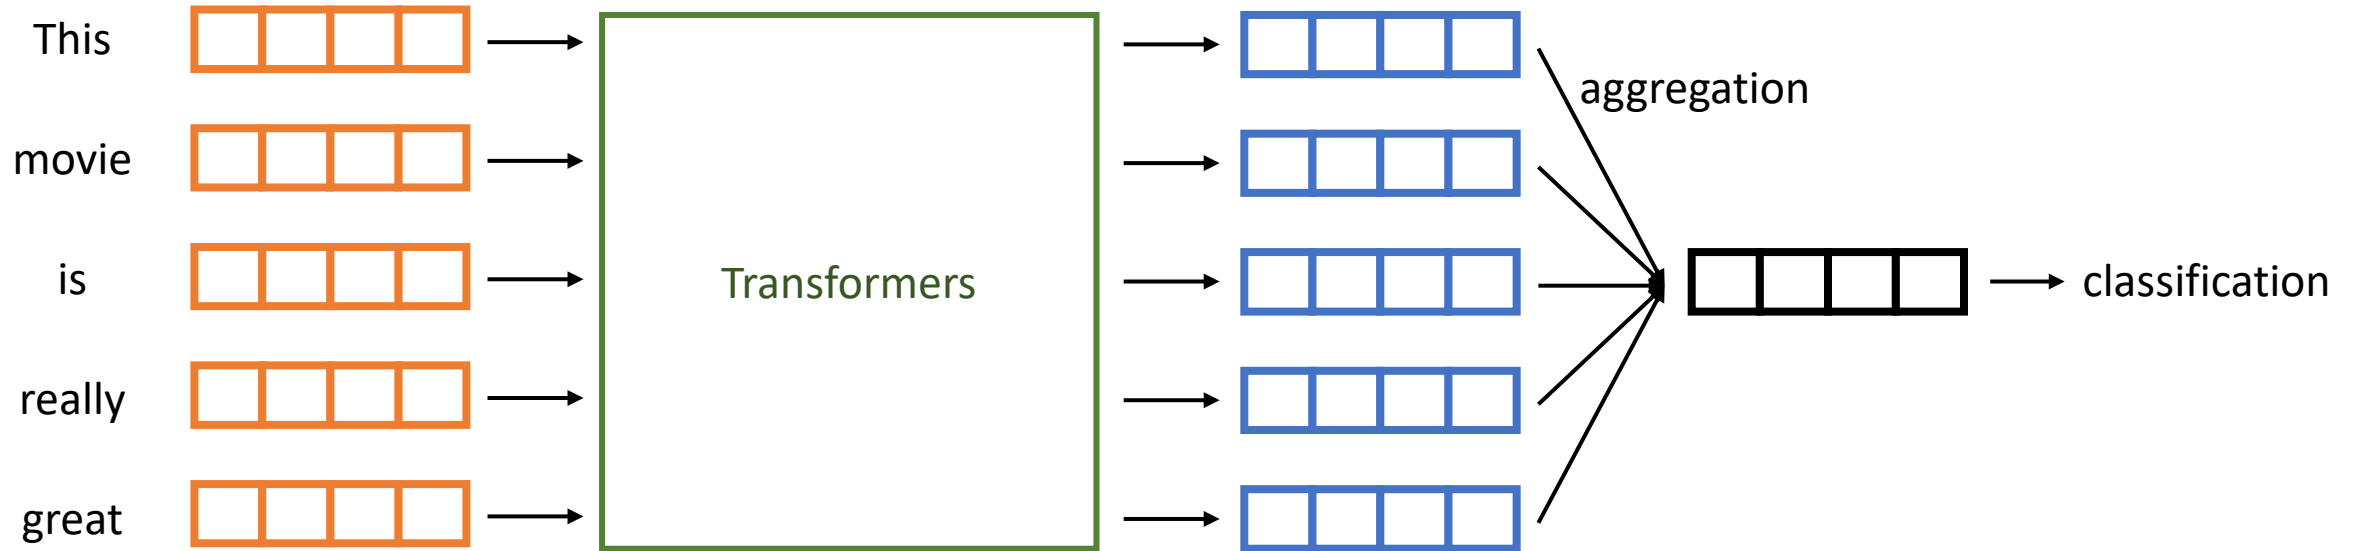 This
movie
is
really
great
Transformers
aggregation
classification